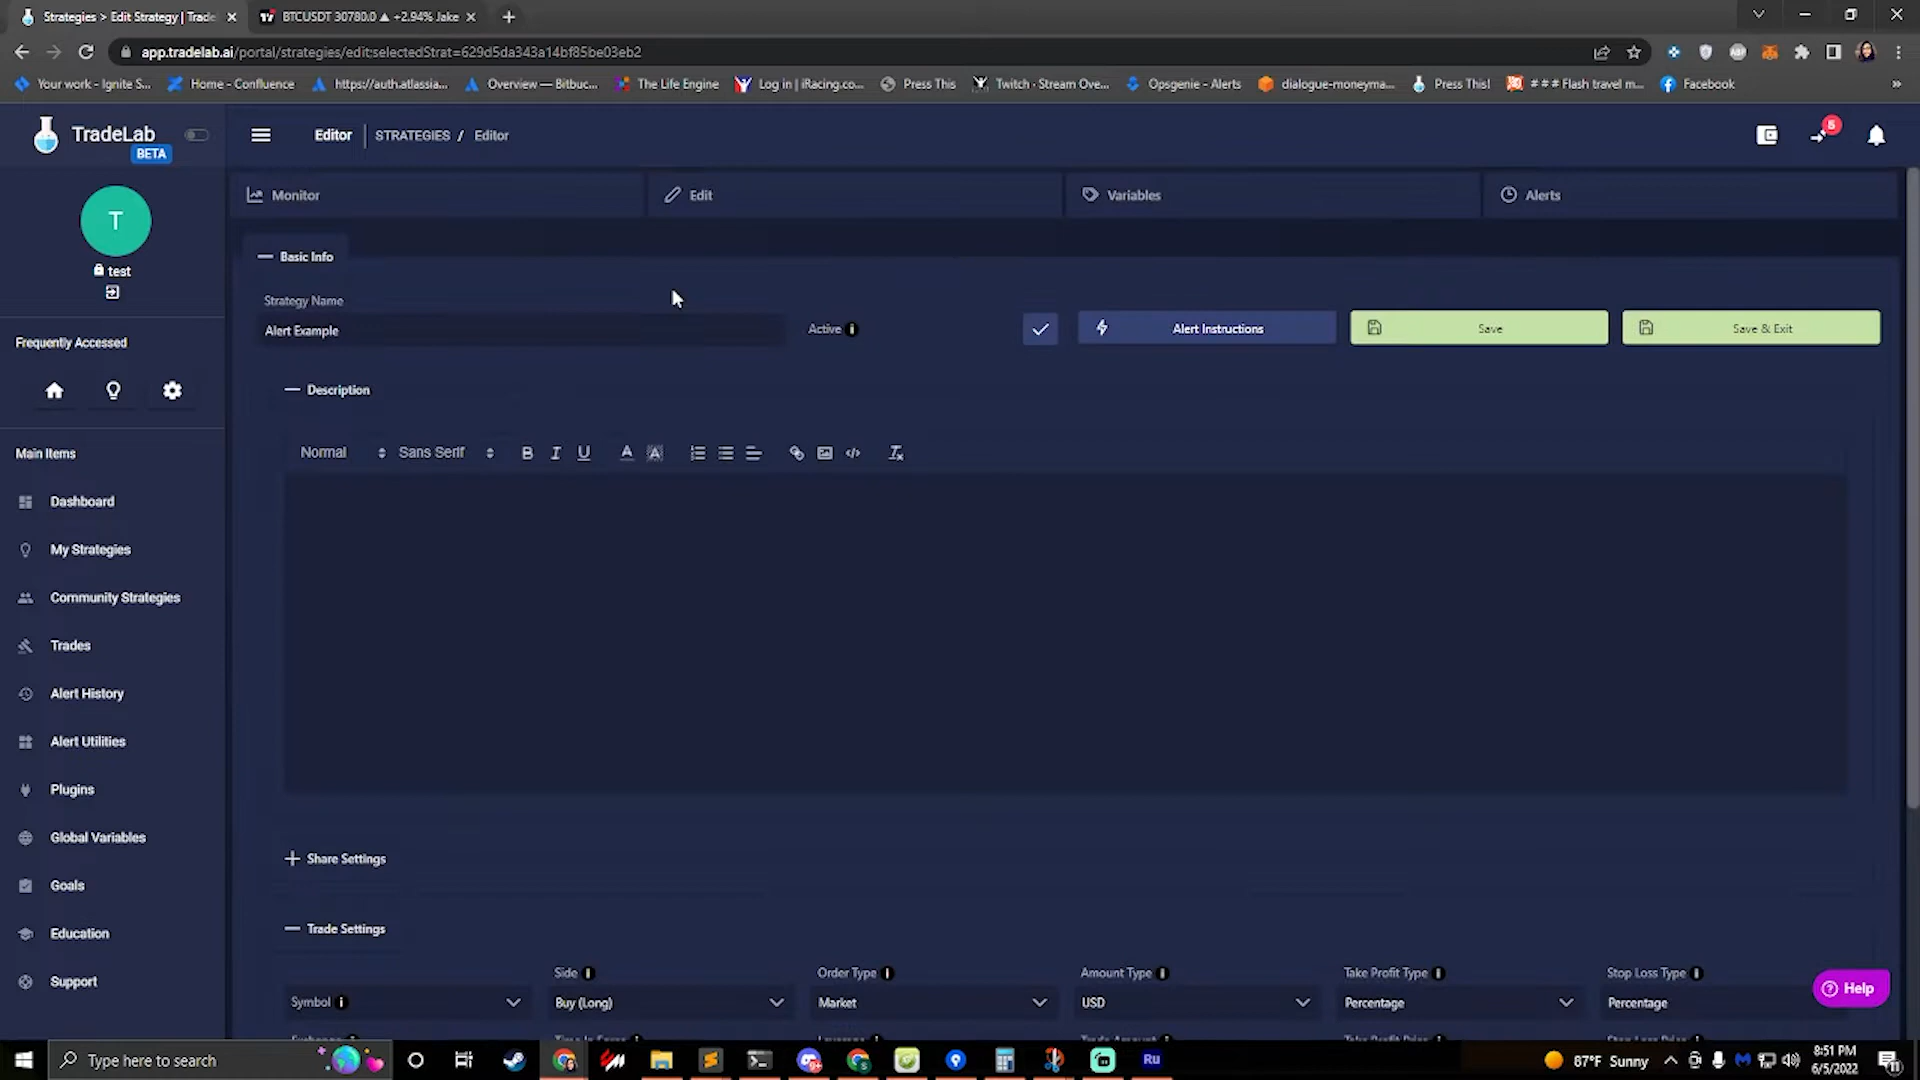 Strategies > Edit Strategy | Trade
BTCUSDT 30780.0 ▲ +2.94% Jake
app.tradelab.ai/portal/strategies/edit;selectedStrat=629d5da343a14bf85be03eb2
Your work - Ignite S...
Home - Confluence
https://auth.atlassia...
Overview — Bitbuc...
The Life Engine
Log in | iRacing.co...
Press This
Twitch - Stream Ove...
Opsgenie - Alerts
dialogue-moneyma...
Press This!
# # # Flash travel m...
Facebook
»
TradeLab
BETA
Editor
STRATEGIES / Editor
5
Monitor
Edit
Variables
Alerts
T
test
Basic Info
Strategy Name
Alert Example
Active
Alert Instructions
Save
Save & Exit
Frequently Accessed
Description
Normal
Sans Serif
B I U A A
Main Items
Dashboard
My Strategies
Community Strategies
Trades
Alert History
Alert Utilities
Plugins
Global Variables
Goals
Education
Support
Share Settings
Trade Settings
Symbol
Side
Buy (Long)
Order Type
Market
Amount Type
USD
Take Profit Type
Percentage
Stop Loss Type
Percentage
Help
Type here to search
Ru
87°F Sunny
8:51 PM
6/5/2022